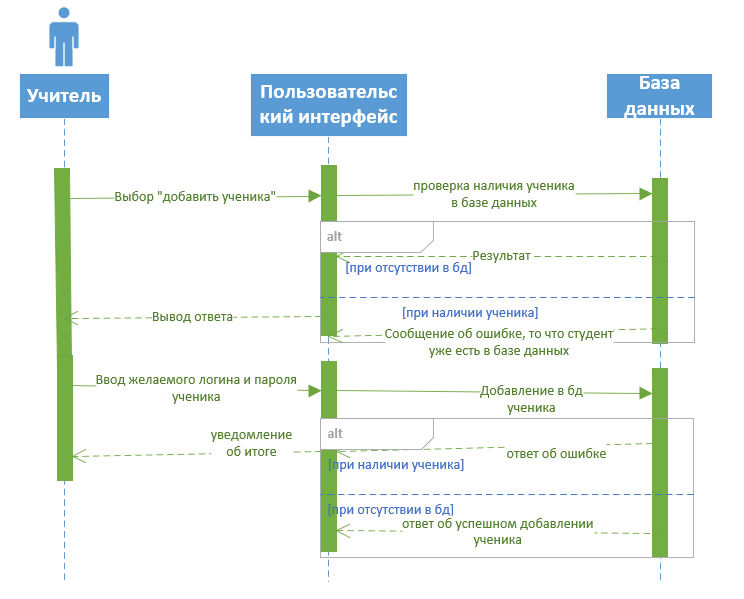 Учитель
Пользовательс
кий интерфейс
База
данных
Выбор "добавить ученика"
проверка наличия ученика
в базе данных
alt
Результат
[при отсутствии в бд]
[при наличии ученика]
Вывод ответа
Сообщение об ошибке, то что студент
уже есть в базе данных
Ввод желаемого логина и пароля
ученика
Добавление в бд
ученика
alt
уведомление
об итоге
ответ об ошибке
[при наличии ученика]
[при отсутствии в бд]
ответ об успешном добавлении
ученика